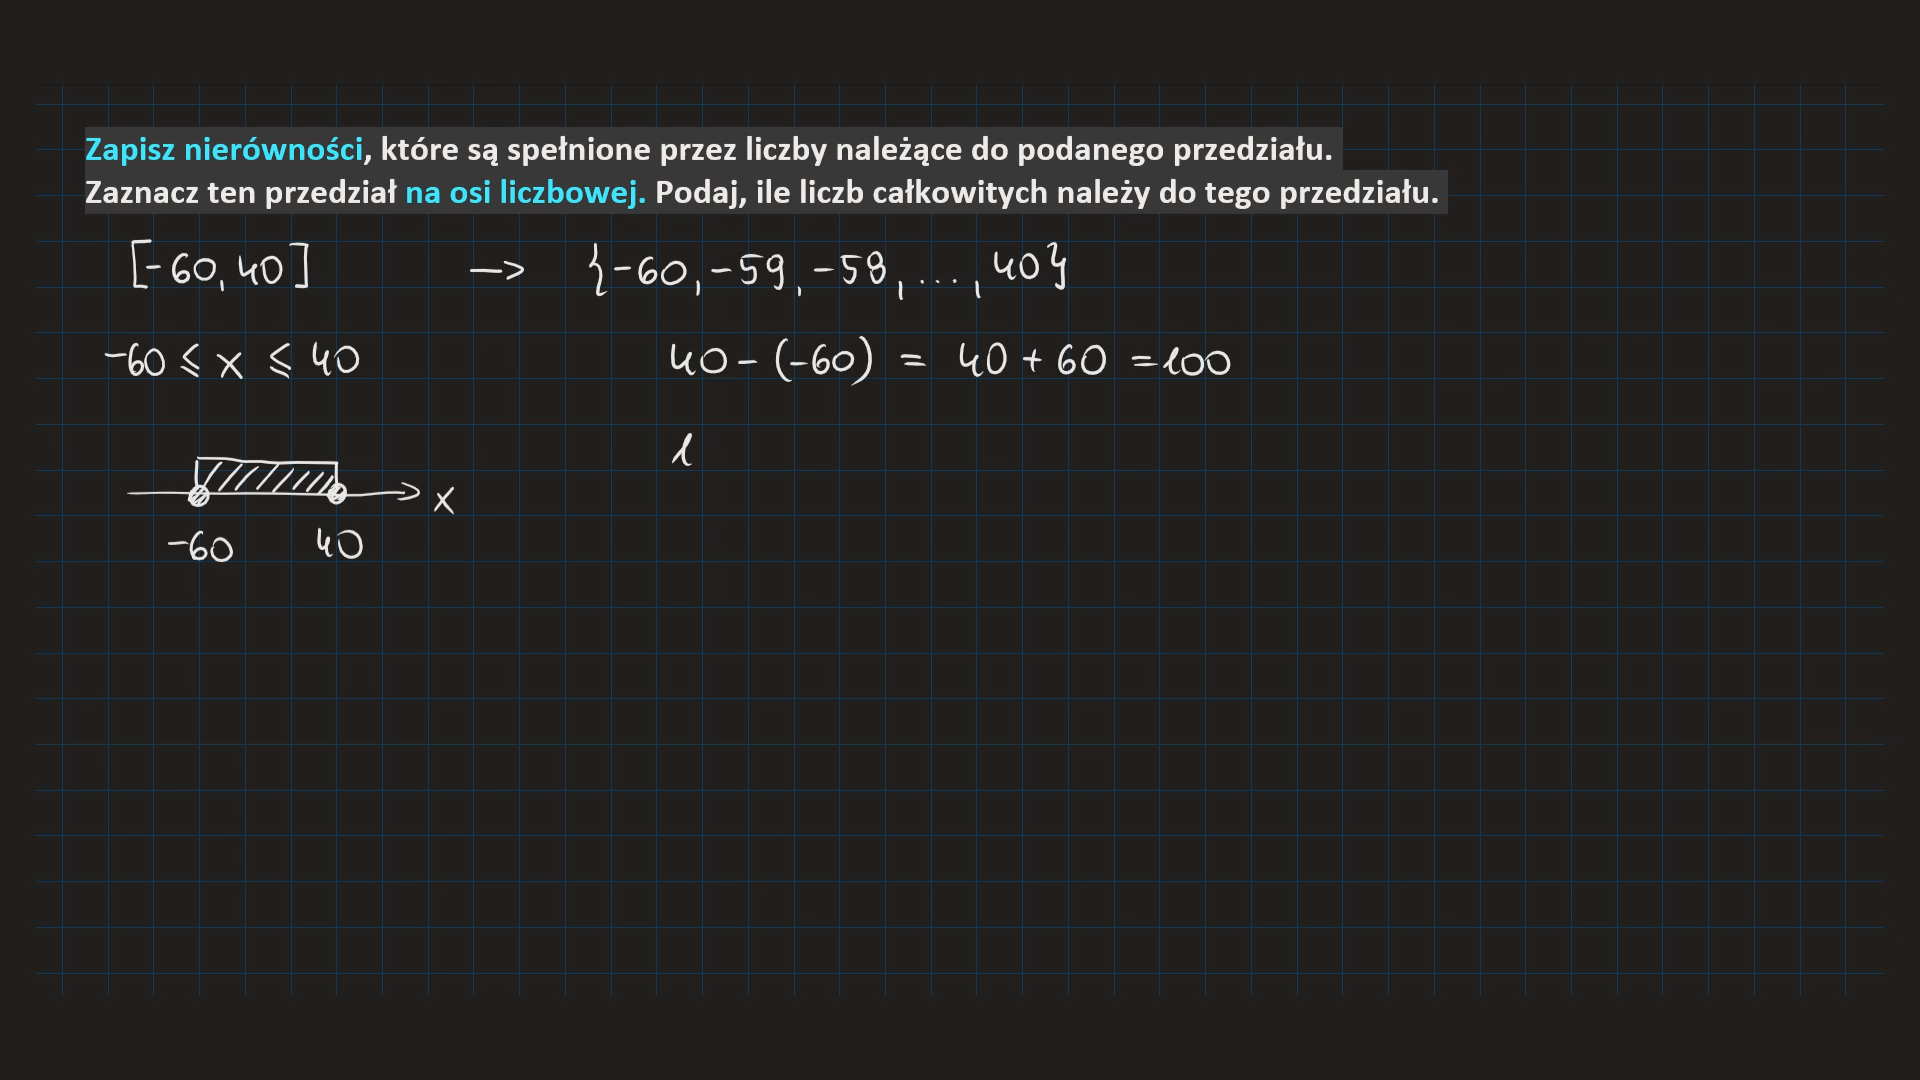 Zapisz nierówności, które są spełnione przez liczby należące do podanego przedziału.
Zaznacz ten przedział na osi liczbowej. Podaj, ile liczb całkowitych należy do tego przedziału.
[-60, 40] -> {-60, -59, -58, ..., 40}
-60 ≤ x ≤ 40
40 - (-60) = 40 + 60 = 100
1
x
-60 40